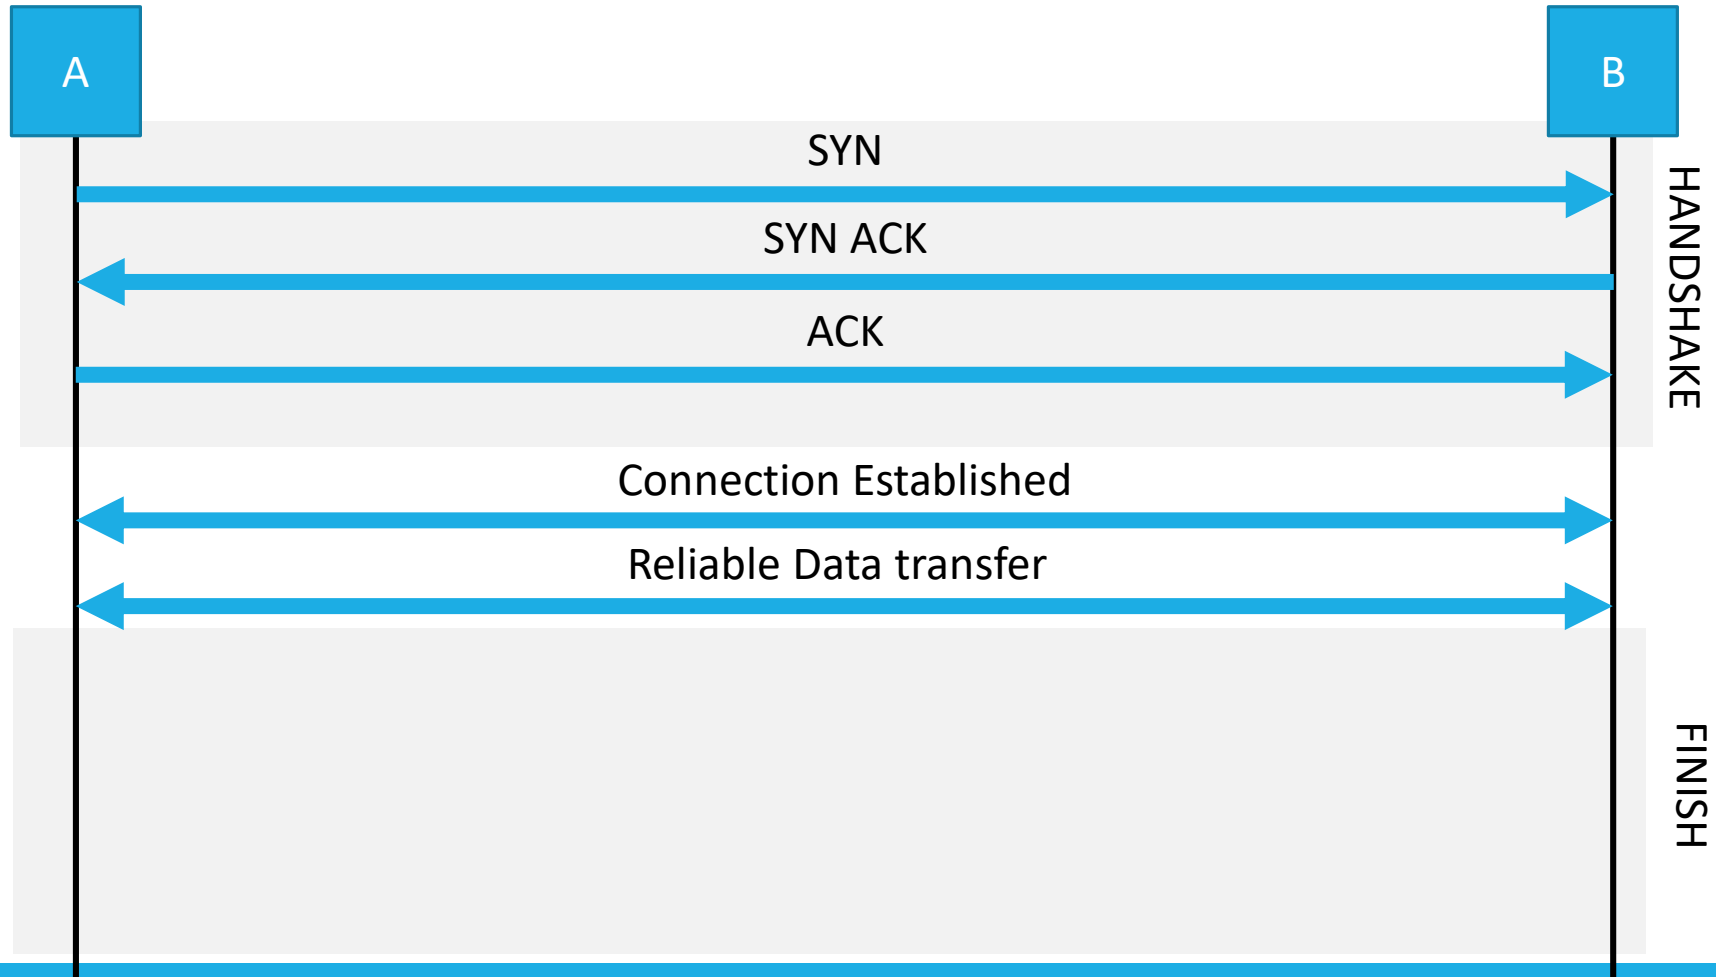 A
B
SYN
SYN ACK
ACK
HANDSHAKE
Connection Established
Reliable Data transfer
FINISH